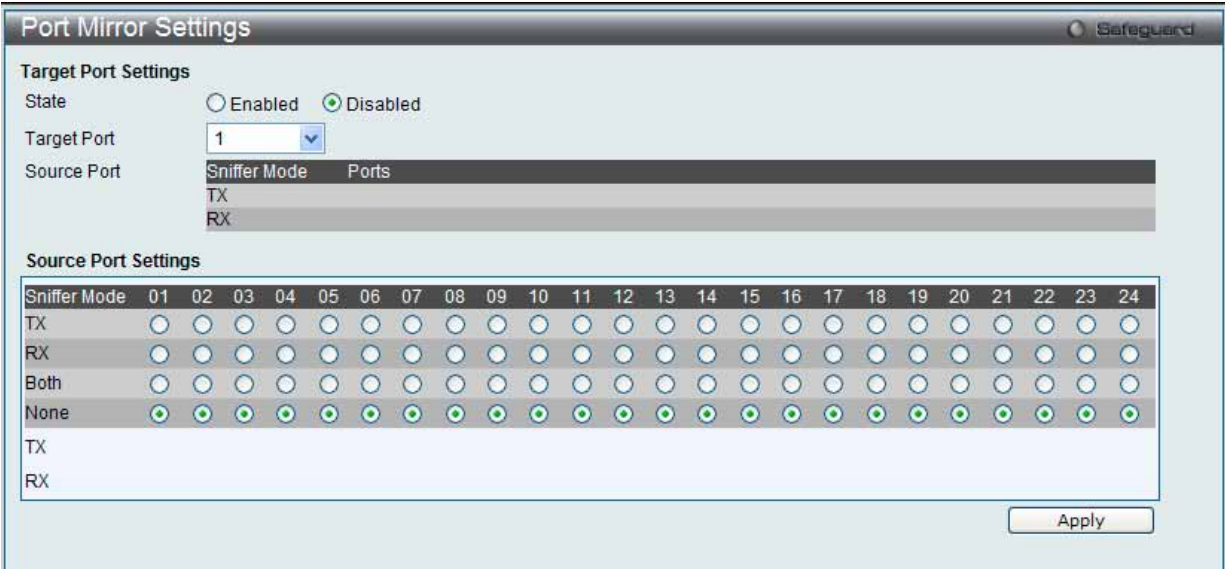 Port Mirror Settings
Safeguard
Target Port Settings
State Enabled Disabled
Target Port 1
Source Port Sniffer Mode Ports
TX
RX
Source Port Settings
Sniffer Mode 01 02 03 04 05 06 07 08 09 10 11 12 13 14 15 16 17 18 19 20 21 22 23 24
TX
RX
Both
None
TX
RX
Apply